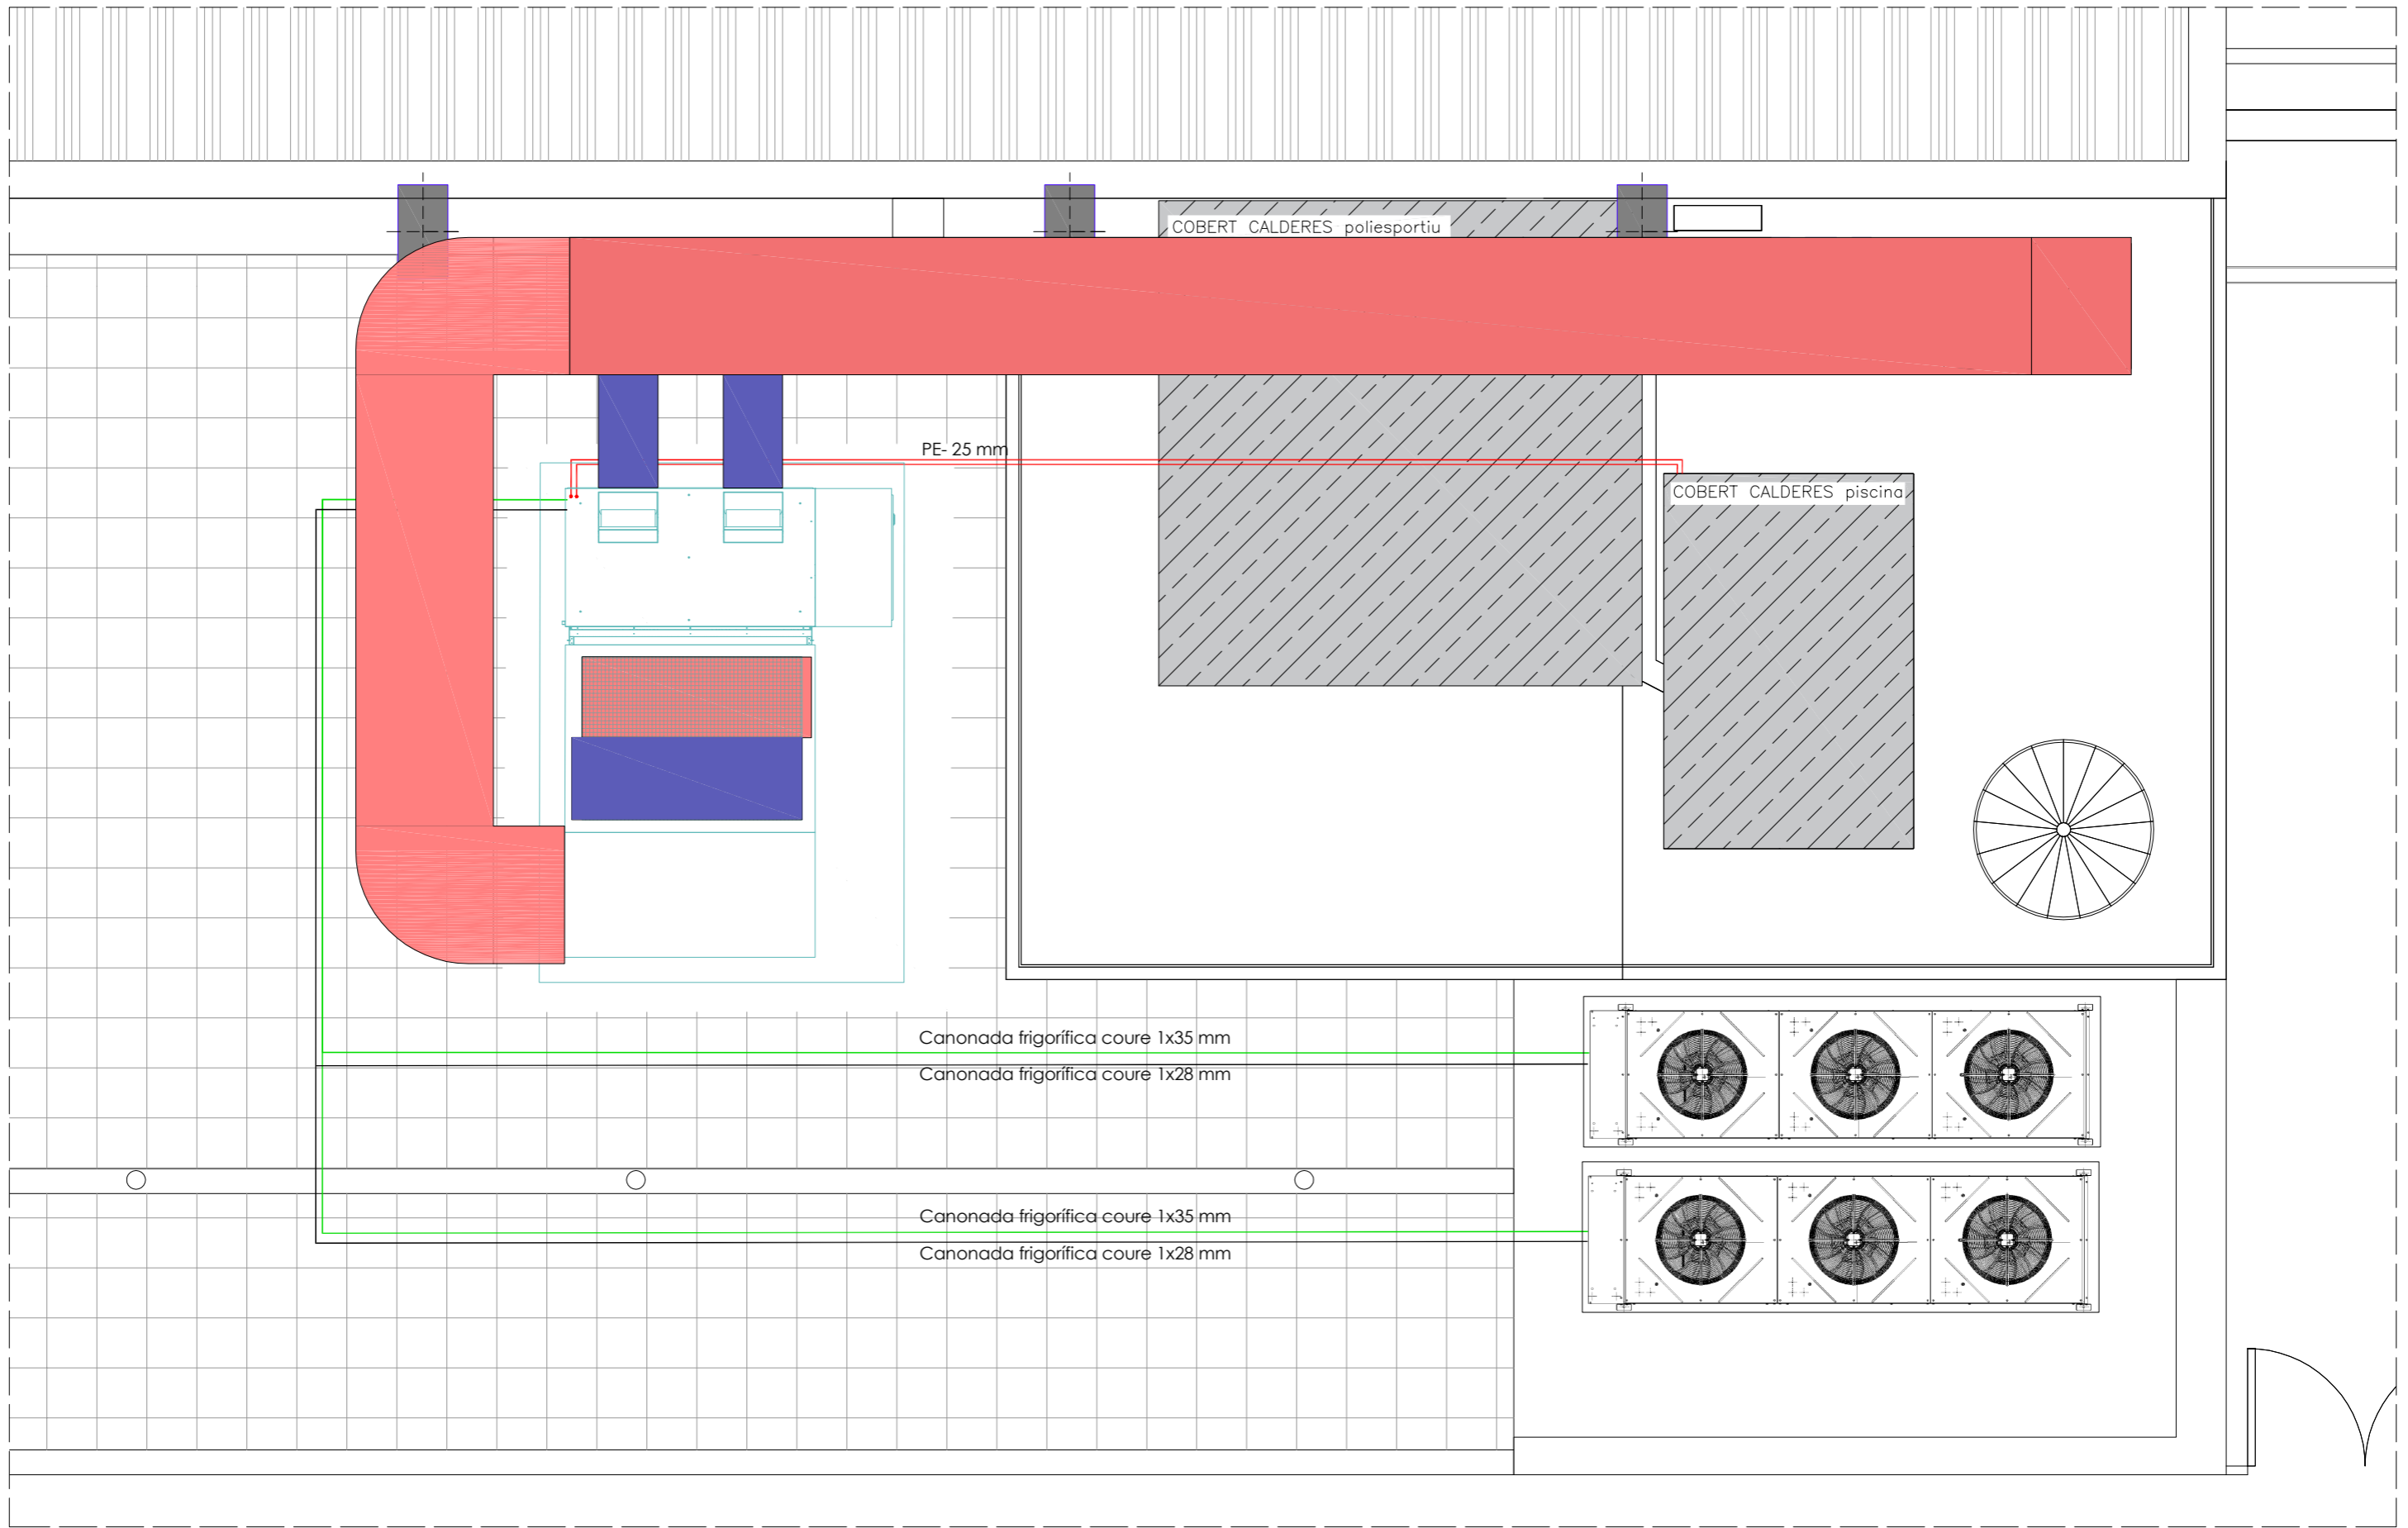 COBERT CALDERES poliesportiu
PE- 25 mm
COBERT CALDERES piscina
Canonada frigorífica coure 1x35 mm
Canonada frigorífica coure 1x28 mm
Canonada frigorífica coure 1x35 mm
Canonada frigorífica coure 1x28 mm